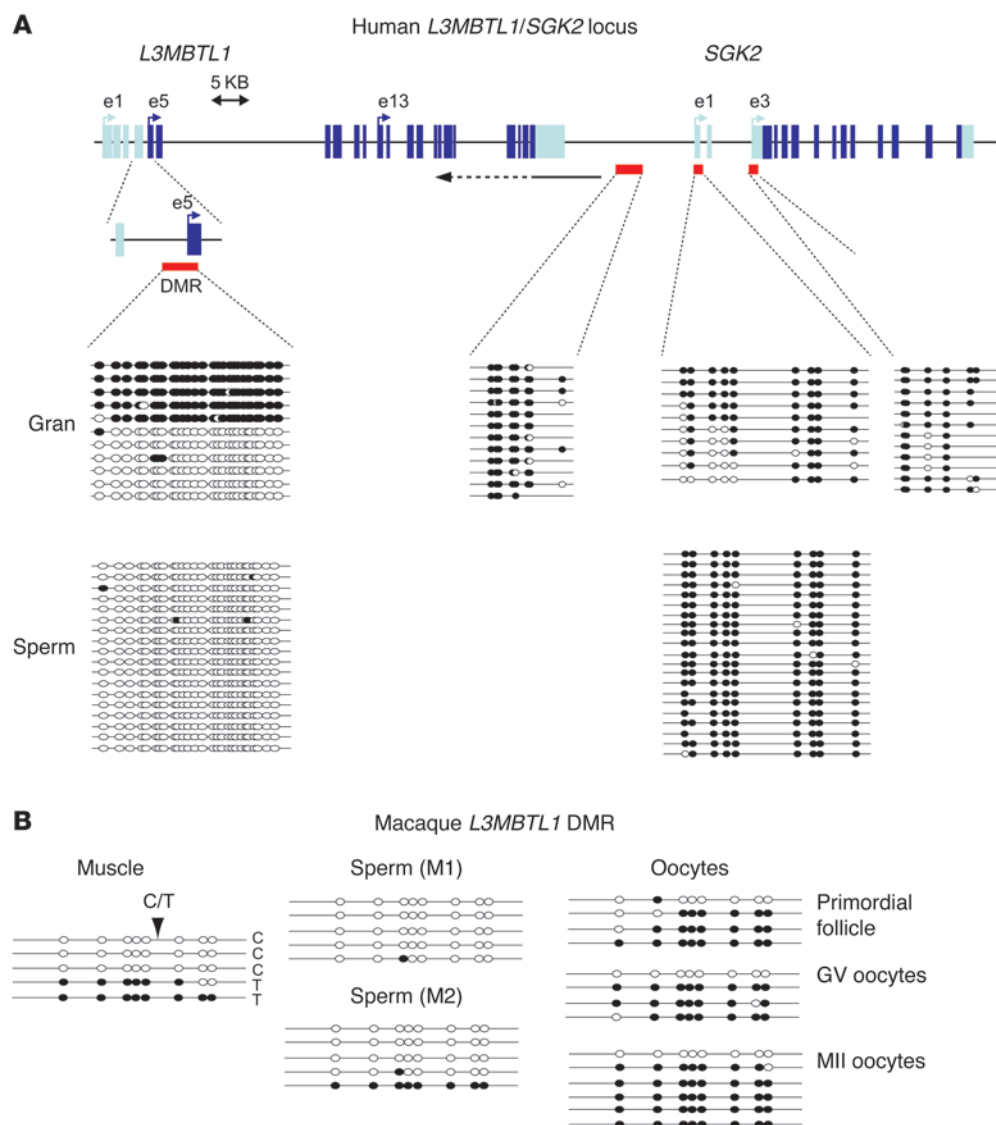 A
Human L3MBTL1/SGK2 locus
L3MBTL1
SGK2
5 KB
e1
e5
e13
e1
e3
e5
DMR
Gran
Sperm
B
Macaque L3MBTL1 DMR
Muscle
Sperm (M1)
Oocytes
C/T
C
C
C
T
T
Primordial
follicle
GV oocytes
Sperm (M2)
MII oocytes